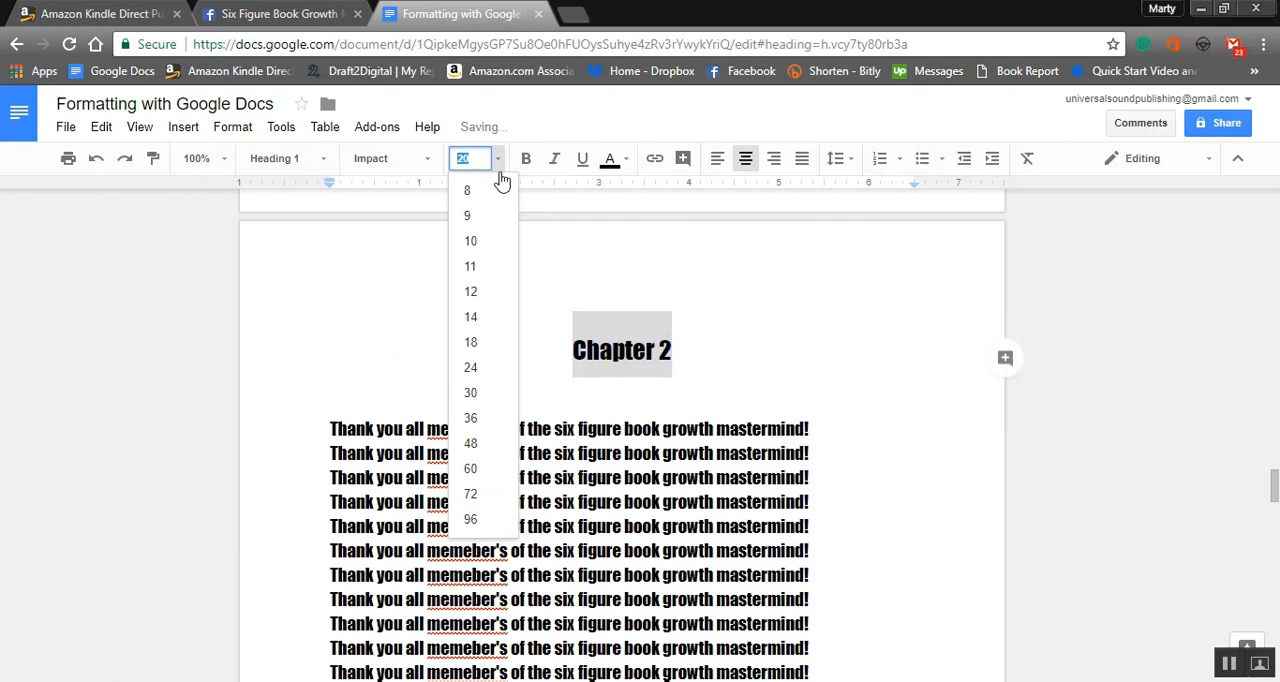 Amazon Kindle Direct Pu
Six Figure Book Growth M
Formatting with Google
Marty
Secure
https://docs.google.com/document/d/1QipkeMgysGP7Su8Oe0hFUOysSuhye4zRv3rYwykYriQ/edit#heading=h.vcy7ty80rb3a
23
Apps
Google Docs
Amazon Kindle Direc
Draft2Digital | My Re
Amazon.com Associa
Home - Dropbox
Facebook
Shorten - Bitly
Up Messages
Book Report
Quick Start Video an
»
Formatting with Google Docs
universalsoundpublishing@gmail.com
File Edit View Insert Format Tools Table Add-ons Help Saving...
Comments
Share
100% Heading 1 Impact 20 B I U A Editing
1 1 3 4 5 6 7
8
9
10
11
12
14
18
24
30
36
48
60
72
96
Chapter 2
Thank you all me f the six figure book growth mastermind!
Thank you all me f the six figure book growth mastermind!
Thank you all me f the six figure book growth mastermind!
Thank you all me f the six figure book growth mastermind!
Thank you all me f the six figure book growth mastermind!
Thank you all memeber's of the six figure book growth mastermind!
Thank you all memeber's of the six figure book growth mastermind!
Thank you all memeber's of the six figure book growth mastermind!
Thank you all memeber's of the six figure book growth mastermind!
Thank you all memeber's of the six figure book growth mastermind!
Thank you all memeber's of the six figure book growth mastermind!